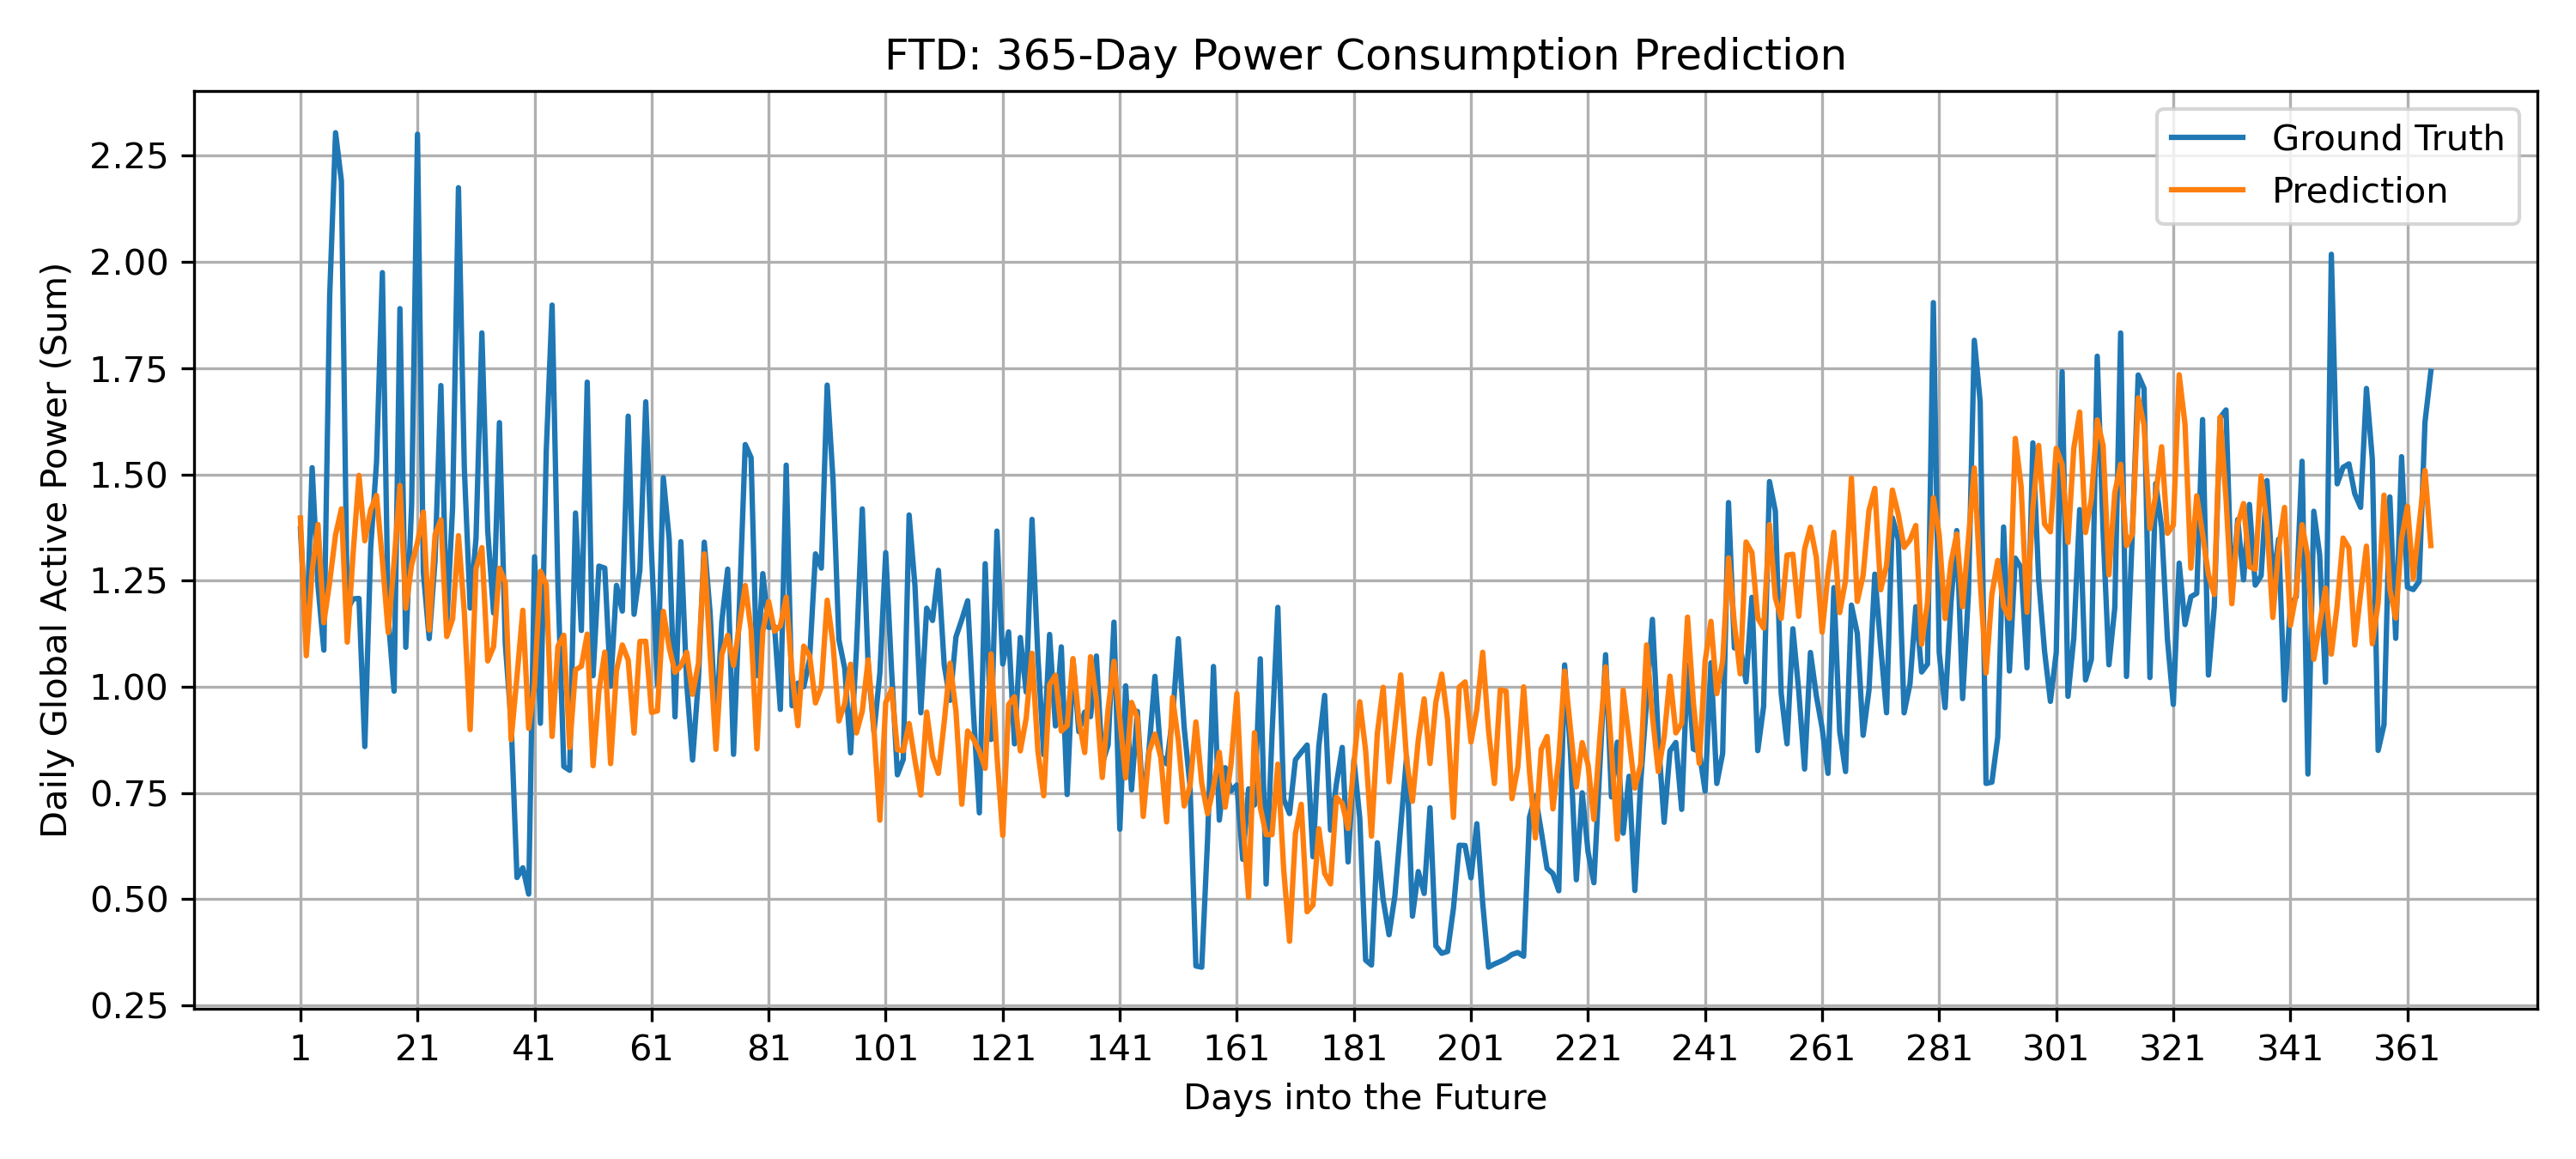 FTD: 365-Day Power Consumption Prediction
Ground Truth
Prediction
Daily Global Active Power (Sum)
2.25
2.00
1.75
1.50
1.25
1.00
0.75
0.50
0.25
1 21 41 61 81 101 121 141 161 181 201 221 241 261 281 301 321 341 361
Days into the Future